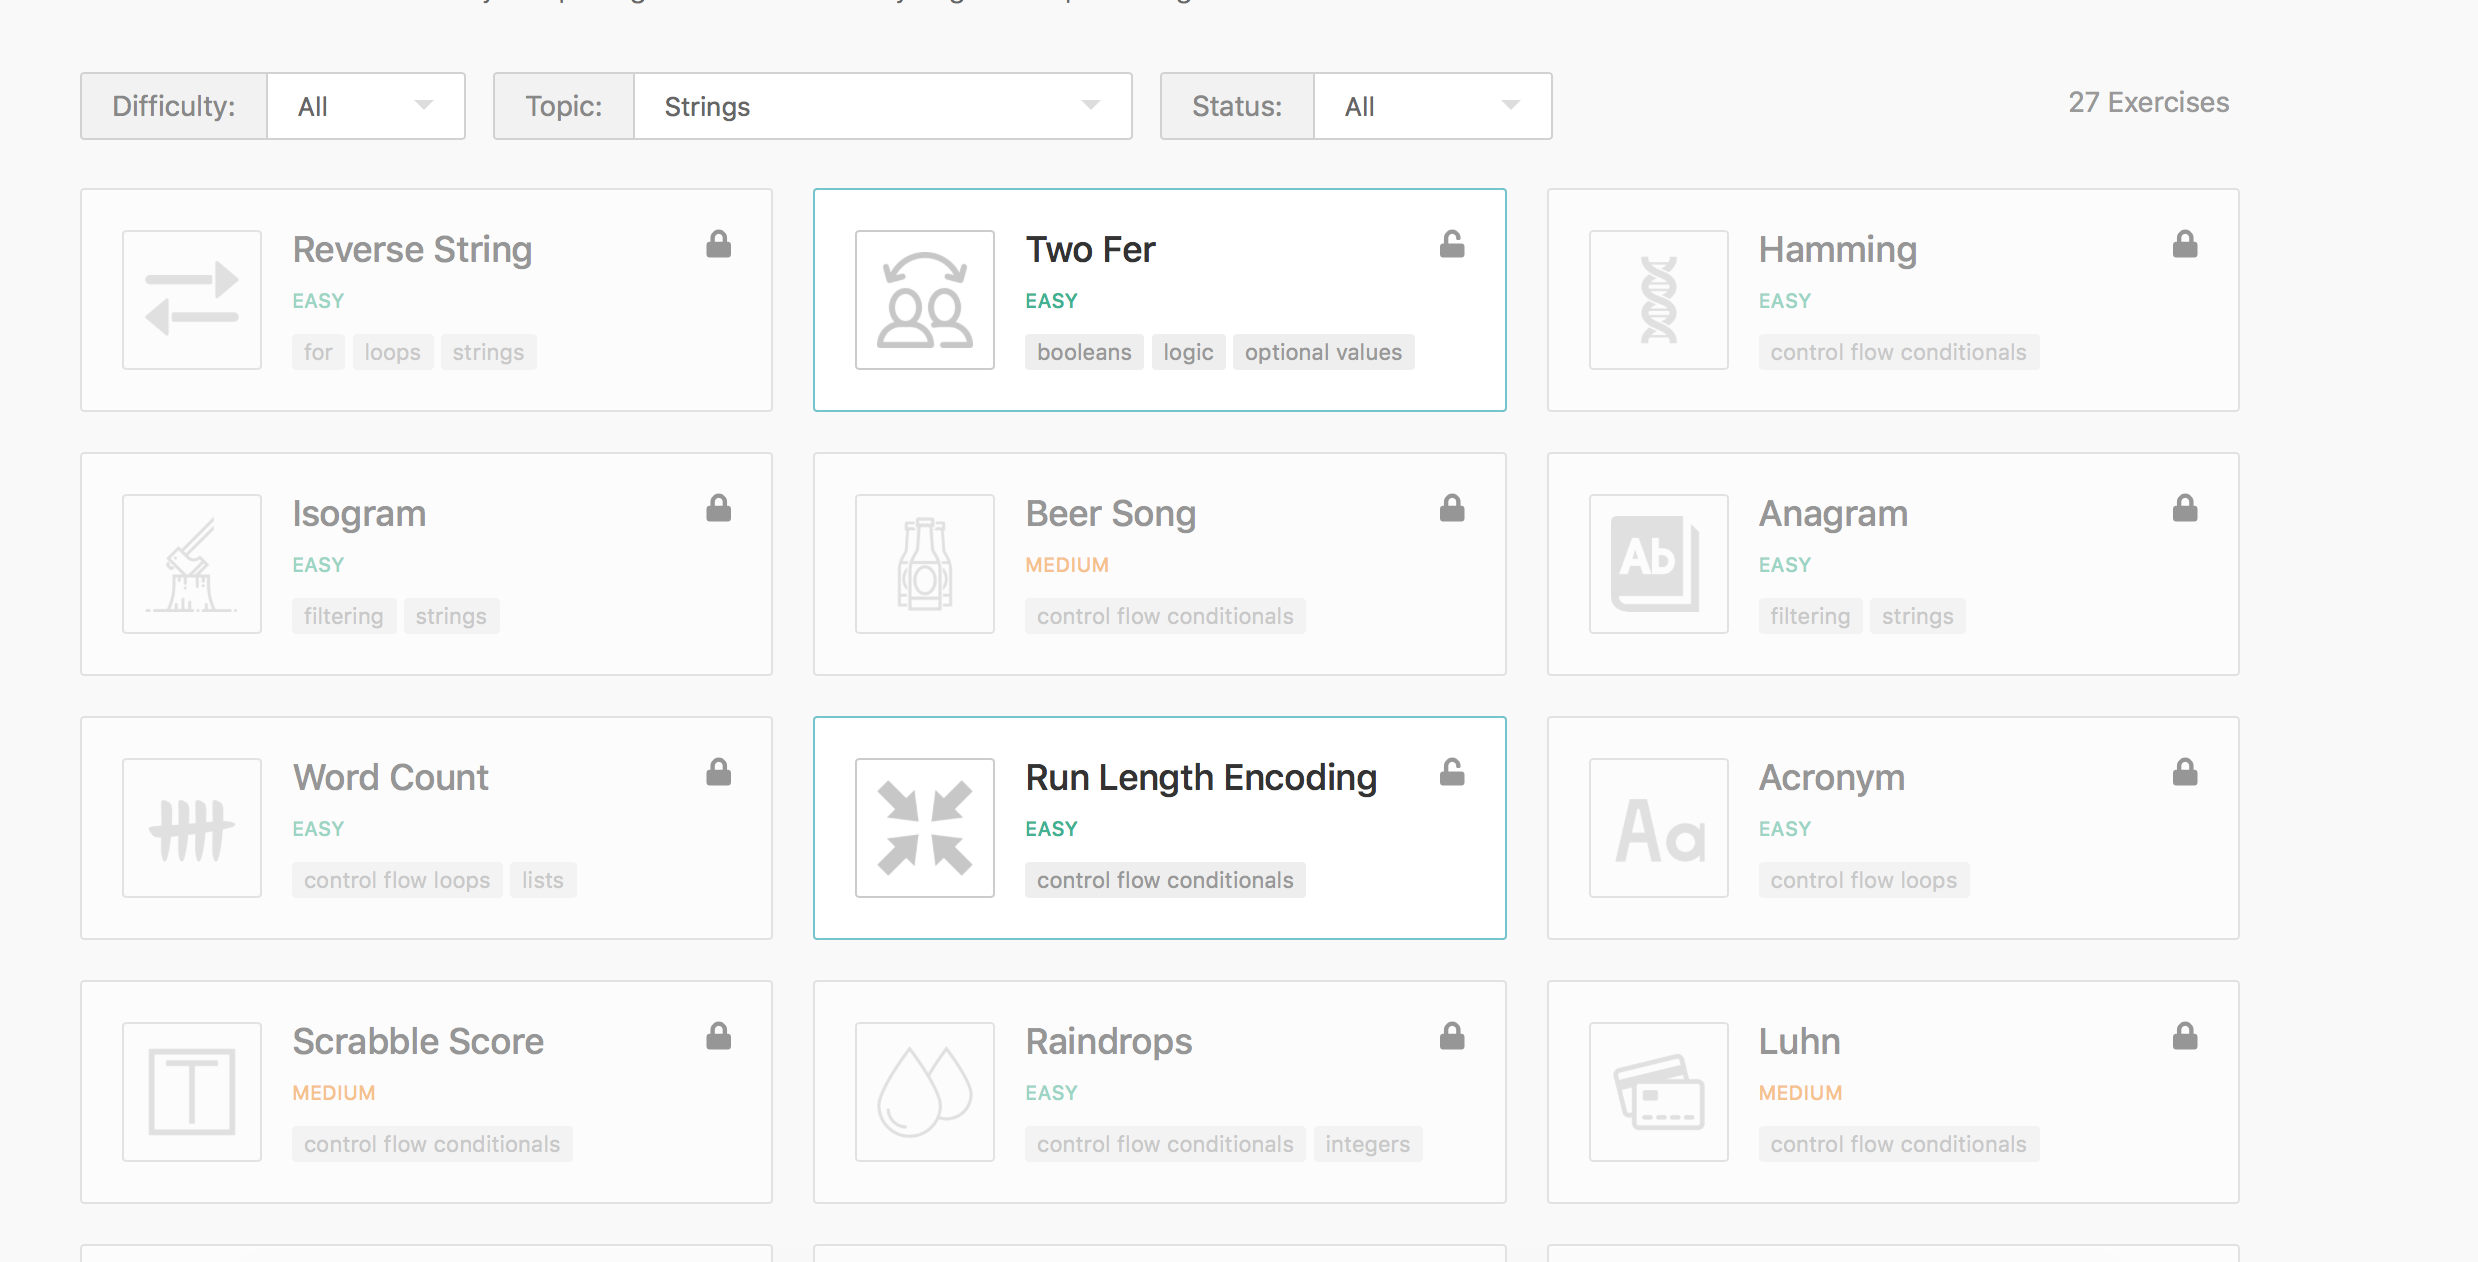 Difficulty: All Topic: Strings Status: All 27 Exercises
Reverse String
EASY
for loops strings
Two Fer
EASY
booleans logic optional values
Hamming
EASY
control flow conditionals
Isogram
EASY
filtering strings
Beer Song
MEDIUM
control flow conditionals
Ab
Anagram
EASY
filtering strings
Word Count
EASY
control flow loops lists
Run Length Encoding
EASY
control flow conditionals
Aa
Acronym
EASY
control flow loops
T
Scrabble Score
MEDIUM
control flow conditionals
Raindrops
EASY
control flow conditionals integers
Luhn
MEDIUM
control flow conditionals